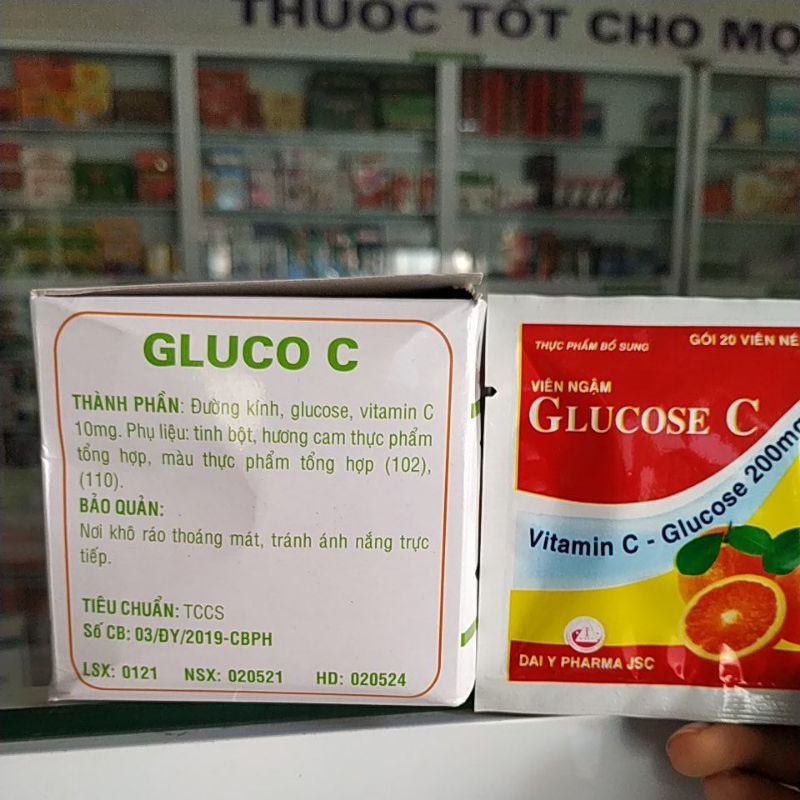 THUỐC TỐT CHO MỌ
GLUCO C
THÀNH PHẦN: Đường kính, glucose, vitamin C
10mg. Phụ liệu: tinh bột, hương cam thực phẩm
tổng hợp, màu thực phẩm tổng hợp (102),
(110).
BẢO QUẢN:
Nơi khô ráo thoáng mát, tránh ánh nắng trực
tiếp.
TIÊU CHUẨN: TCCS
Số CB: 03/ĐY/2019-CBPH
LSX: 0121 NSX: 020521 HD: 020524
THỰC PHẨM BỔ SUNG GÓI 20 VIÊN NÉ
VIÊN NGẬM
GLUCOSE C
Vitamin C - Glucose 200mg
DAI Y PHARMA JSC